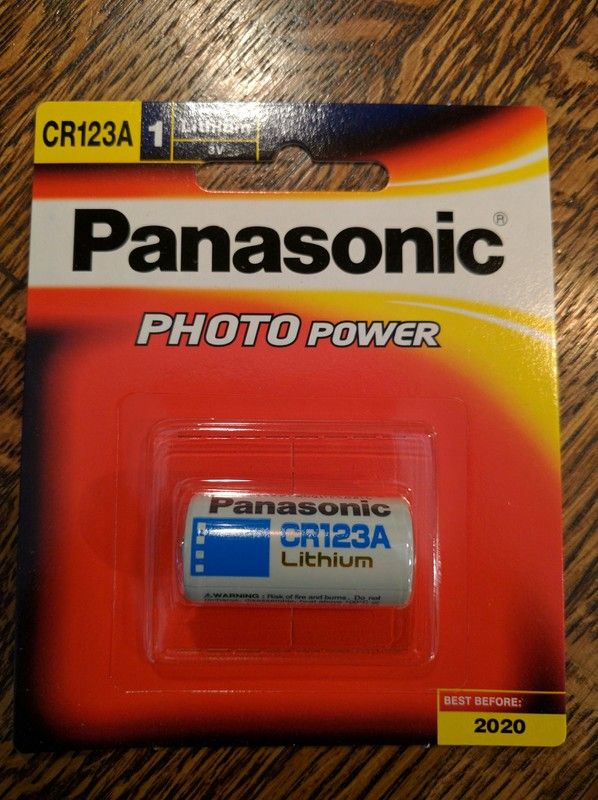 CR123A
1
Lithium
3V
Panasonic®
PHOTO POWER
Panasonic
CR123A
Lithium
⚠WARNING : Risk of fire and burns. Do not
BEST BEFORE:
2020